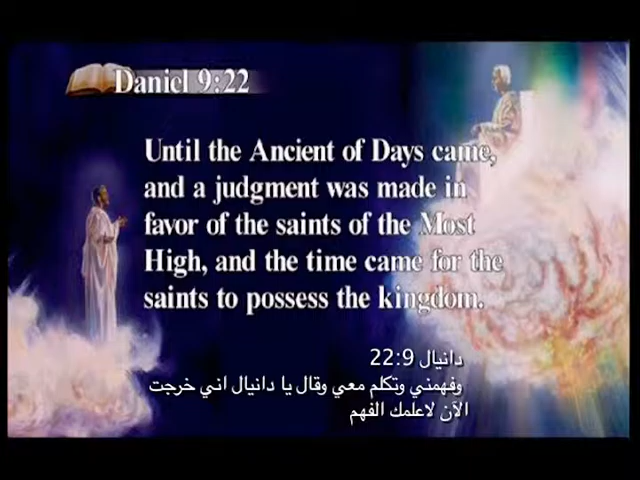 Daniel 9:22
Until the Ancient of Days came,
and a judgment was made in
favor of the saints of the Most
High, and the time came for the
saints to possess the kingdom.
دانيال 22:9
وفهمني وتكلم معي وقال يا دانيال اني خرجت
الآن لاعلمك الفهم